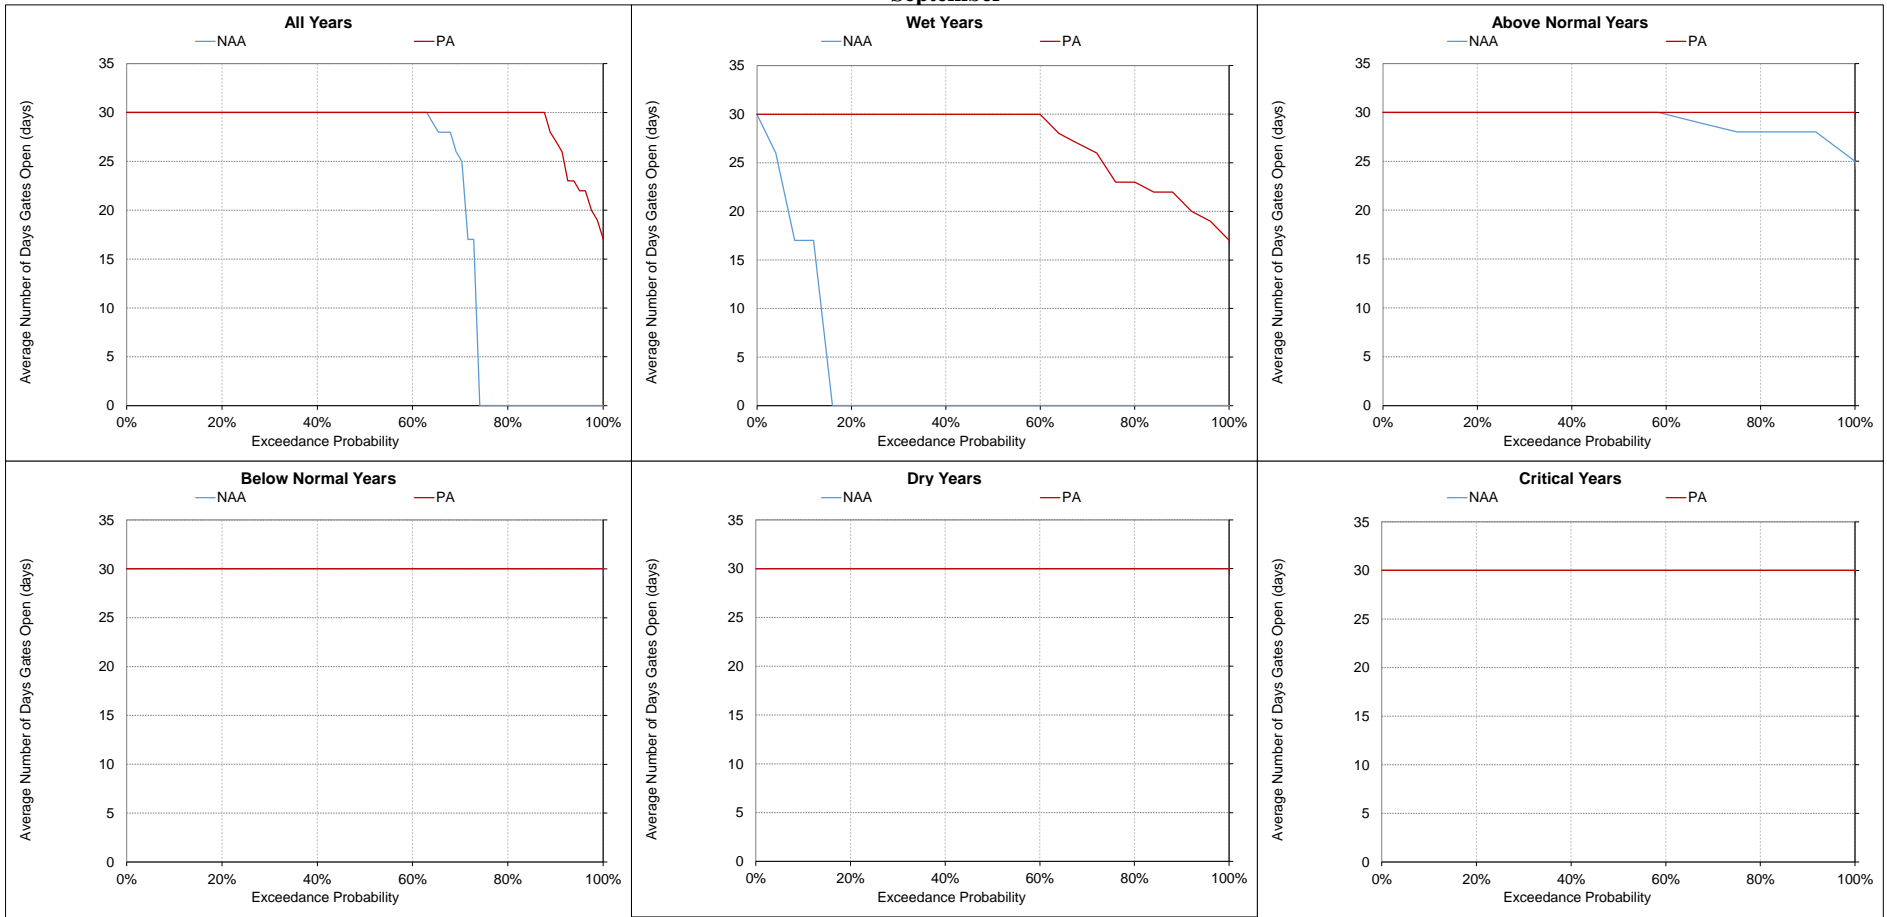 September
All Years
NAA PA
Average Number of Days Gates Open (days)
35
30
25
20
15
10
5
0
0% 20% 40% 60% 80% 100%
Exceedance Probability
Wet Years
NAA PA
Average Number of Days Gates Open (days)
35
30
25
20
15
10
5
0
0% 20% 40% 60% 80% 100%
Exceedance Probability
Above Normal Years
NAA PA
Average Number of Days Gates Open (days)
35
30
25
20
15
10
5
0
0% 20% 40% 60% 80% 100%
Exceedance Probability
Below Normal Years
NAA PA
Average Number of Days Gates Open (days)
35
30
25
20
15
10
5
0
0% 20% 40% 60% 80% 100%
Exceedance Probability
Dry Years
NAA PA
Average Number of Days Gates Open (days)
35
30
25
20
15
10
5
0
0% 20% 40% 60% 80% 100%
Exceedance Probability
Critical Years
NAA PA
Average Number of Days Gates Open (days)
35
30
25
20
15
10
5
0
0% 20% 40% 60% 80% 100%
Exceedance Probability